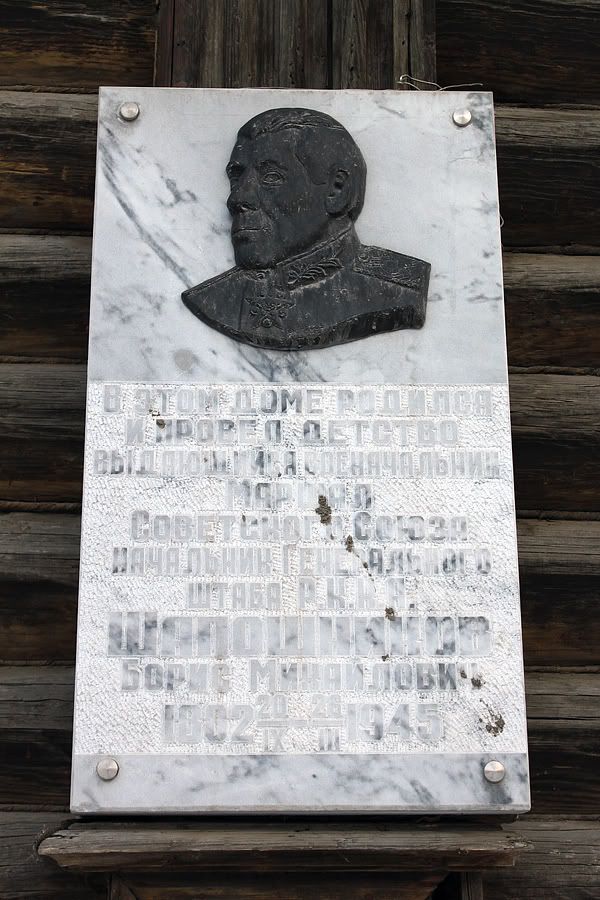 В ЭТОМ ДОМЕ РОДИЛСЯ
И ПРОВЕЛ ДЕТСТВО
ВЫДАЮЩИЙСЯ ВОЕНАЧАЛЬНИК
МАРШАЛ
СОВЕТСКОГО СОЮЗА
НАЧАЛЬНИК ГЕНЕРАЛЬНОГО
ШТАБА Р.К.К.А.
ШАПОШНИКОВ
БОРИС МИХАЙЛОВИЧ
1882 20/IX – 26/III 1945